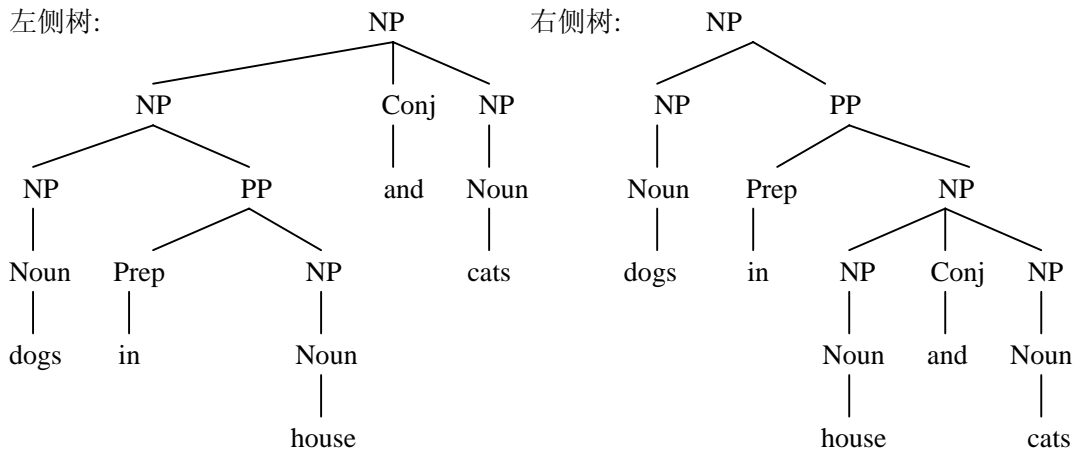 左侧树: NP 右侧树: NP
NP Conj NP NP PP
NP PP and Noun Noun Prep NP
Noun Prep NP cats dogs in NP Conj NP
dogs in Noun Noun and Noun
house house cats